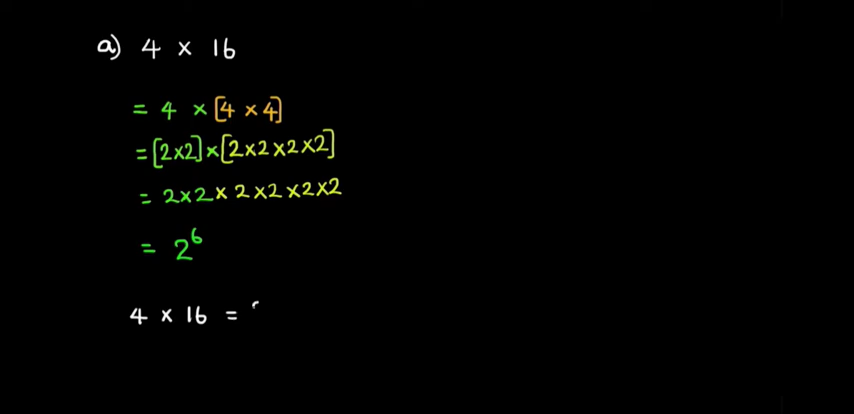 a) 4 × 16
= 4 × [4 × 4]
= [2×2] × [2×2×2×2]
= 2×2 × 2×2×2×2
= 2⁶
4 × 16 =